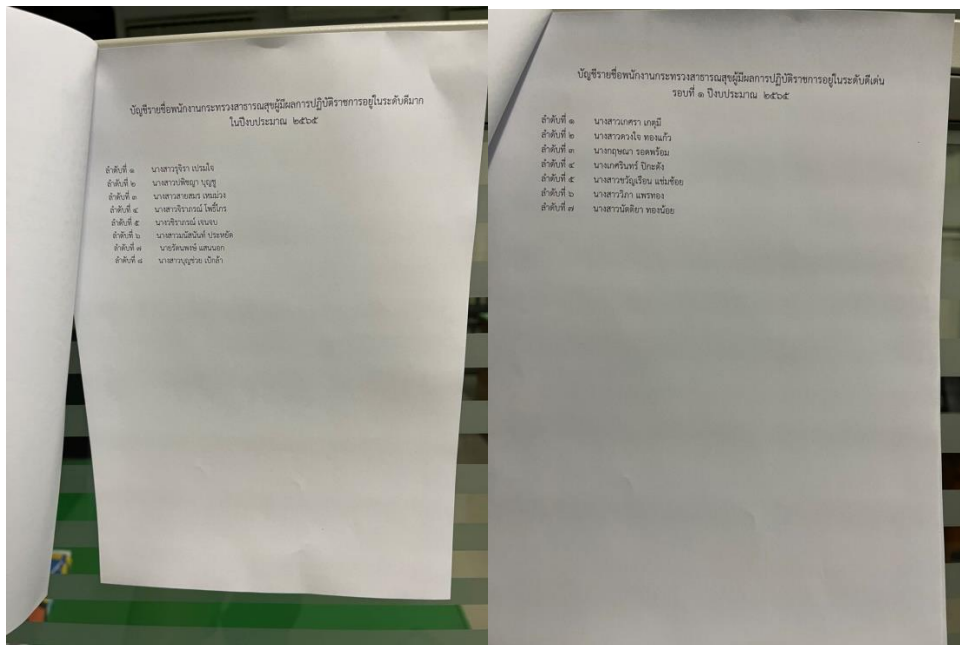 บัญชีรายชื่อพนักงานกระทรวงสาธารณสุขผู้มีผลการปฏิบัติราชการอยู่ในระดับดีมาก
ในปีงบประมาณ ๒๕๖๕
ลำดับที่ ๑ นางสาวรุจิรา เปรมใจ
ลำดับที่ ๒ นางสาวปพิชญา บุญชู
ลำดับที่ ๓ นางสาวสายสมร เหมม่วง
ลำดับที่ ๔ นางสาวจิราภรณ์ โพธิ์ไกร
ลำดับที่ ๕ นางวชิราภรณ์ เจนจบ
ลำดับที่ ๖ นางสาวมนัสนันท์ ประหยัด
ลำดับที่ ๗ นายรัตนพงษ์ แสนนอก
ลำดับที่ ๘ นางสาวบุญช่วย เบิกล้า
บัญชีรายชื่อพนักงานกระทรวงสาธารณสุขผู้มีผลการปฏิบัติราชการอยู่ในระดับดีเด่น
รอบที่ ๑ ปีงบประมาณ ๒๕๖๕
ลำดับที่ ๑ นางสาวเกศรา เกตุมี
ลำดับที่ ๒ นางสาวดวงใจ ทองแก้ว
ลำดับที่ ๓ นางกฤษณา รอดพร้อม
ลำดับที่ ๔ นางเกศรินทร์ ปึกะดัง
ลำดับที่ ๕ นางสาวขวัญเรือน แช่มช้อย
ลำดับที่ ๖ นางสาววิภา แพรทอง
ลำดับที่ ๗ นางสาวนัตติยา ทองน้อย